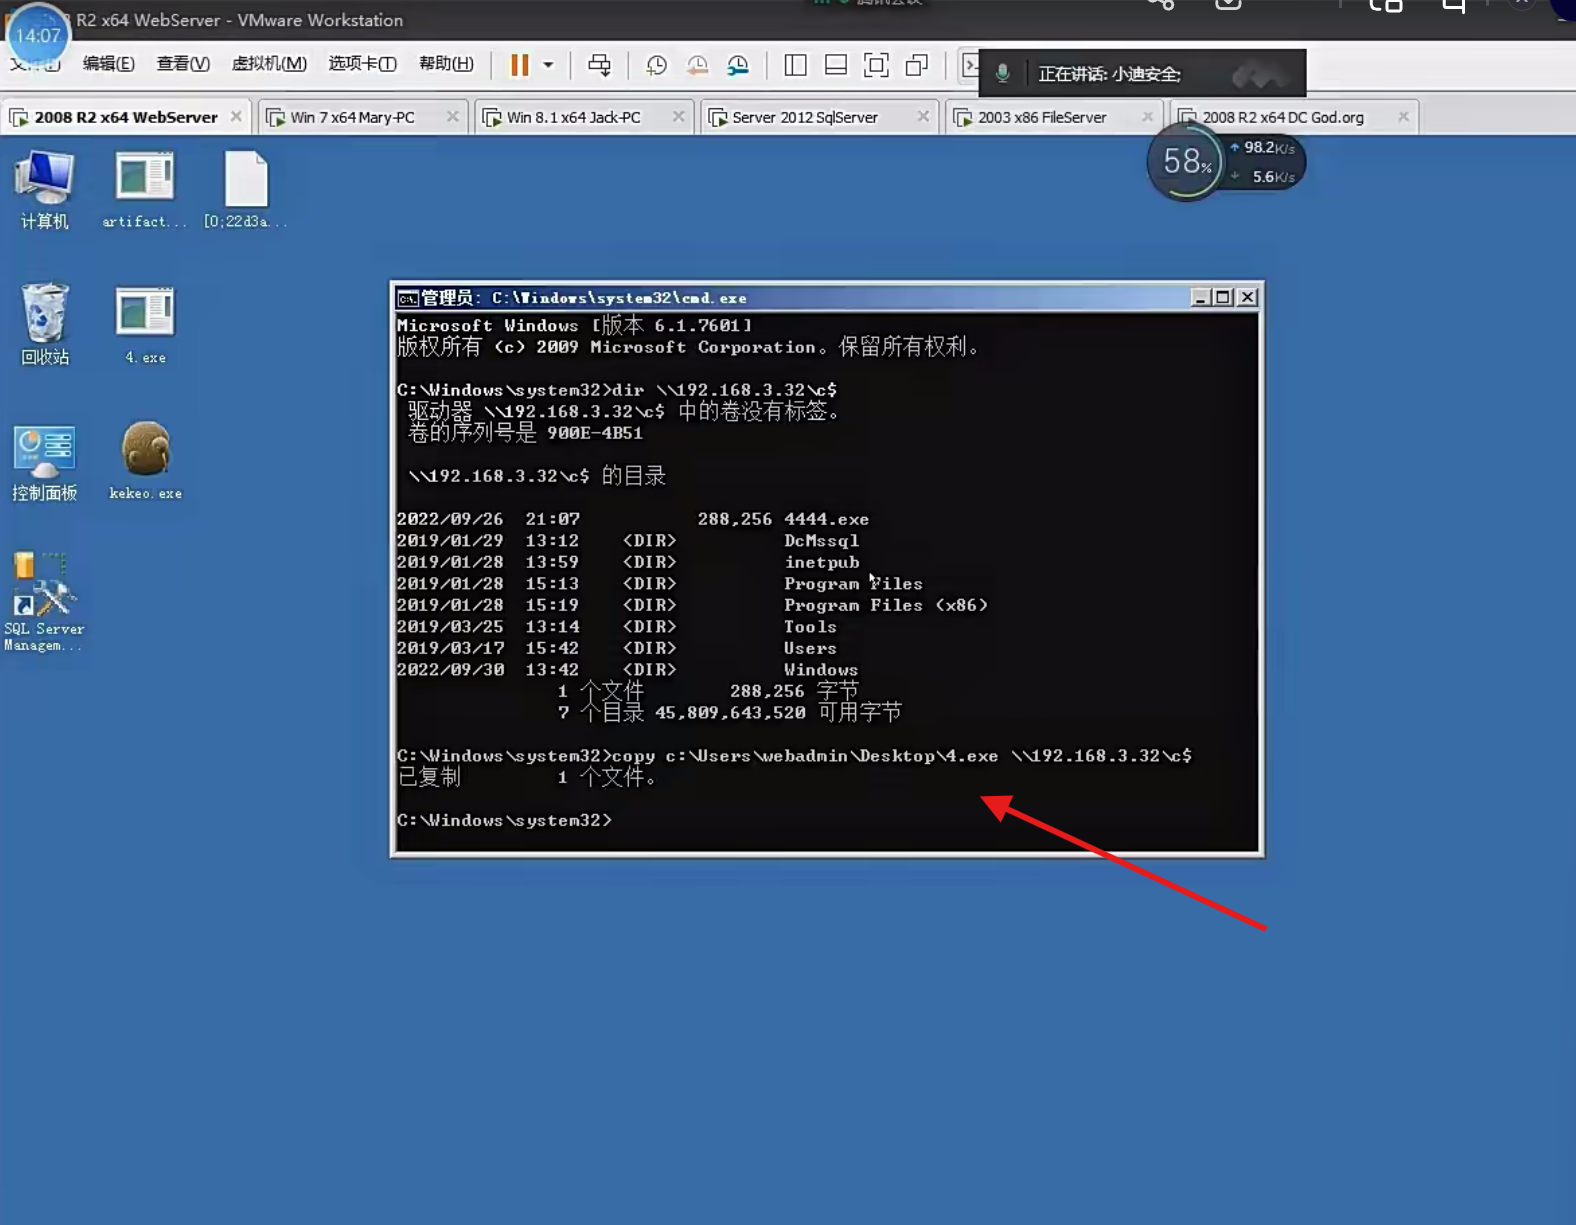 R2 x64 WebServer - VMware Workstation
14:07
编辑(E) 查看(V) 虚拟机(M) 选项卡(T) 帮助(H)
正在讲话: 小迪安全;
2008 R2 x64 WebServer
Win 7 x64 Mary-PC
Win 8.1 x64 Jack-PC
Server 2012 SqlServer
2003 x86 FileServer
2008 R2 x64 DC God.org
58%
98.2K/s
5.6K/s
计算机
artifact...
[0;22d3a...
回收站
4.exe
控制面板
kekeo.exe
SQL Server
Managem...
管理员: C:\Windows\system32\cmd.exe
Microsoft Windows [版本 6.1.7601]
版权所有 (c) 2009 Microsoft Corporation。保留所有权利。
C:\Windows\system32>dir \\192.168.3.32\c$
驱动器 \\192.168.3.32\c$ 中的卷没有标签。
卷的序列号是 900E-4B51
\\192.168.3.32\c$ 的目录
2022/09/26 21:07 288,256 4444.exe
2019/01/29 13:12 <DIR> DcMssql
2019/01/28 13:59 <DIR> inetpub
2019/01/28 15:13 <DIR> Program Files
2019/01/28 15:19 <DIR> Program Files (x86)
2019/03/25 13:14 <DIR> Tools
2019/03/17 15:42 <DIR> Users
2022/09/30 13:42 <DIR> Windows
1 个文件 288,256 字节
7 个目录 45,809,643,520 可用字节
C:\Windows\system32>copy c:\Users\webadmin\Desktop\4.exe \\192.168.3.32\c$
已复制 1 个文件。
C:\Windows\system32>